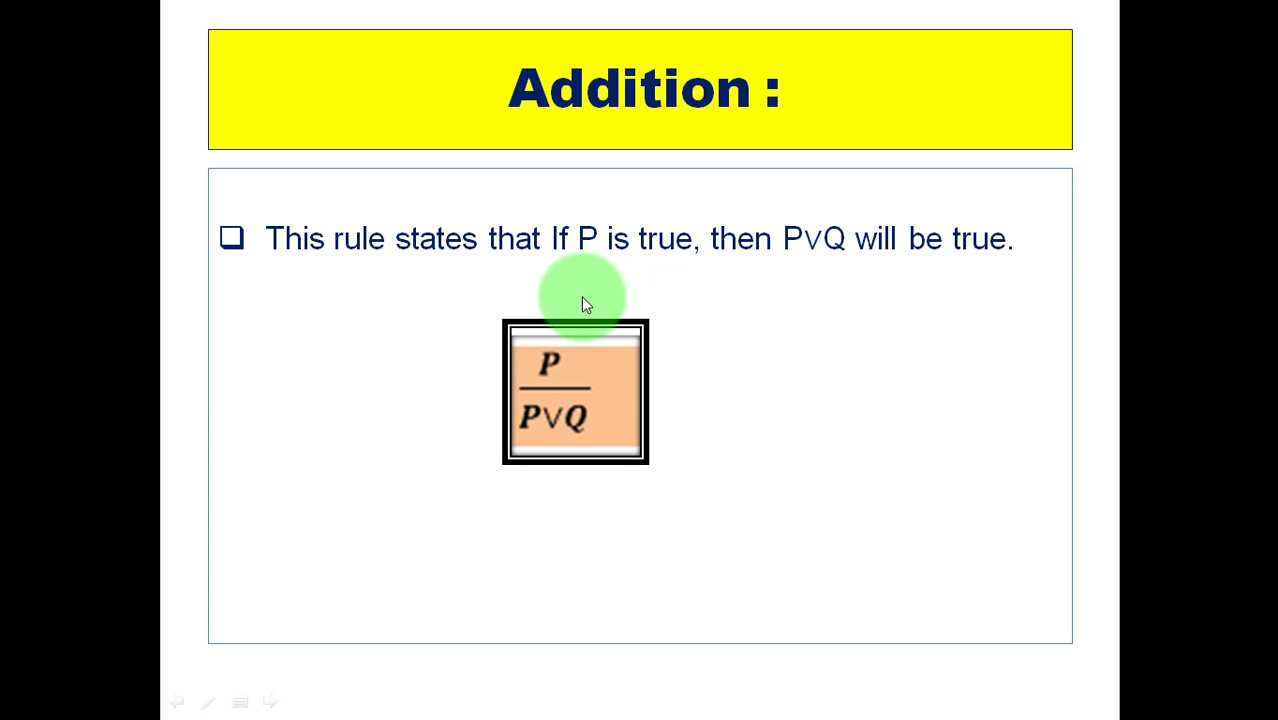 Addition :
❑ This rule states that If P is true, then P∨Q will be true.
P
P∨Q